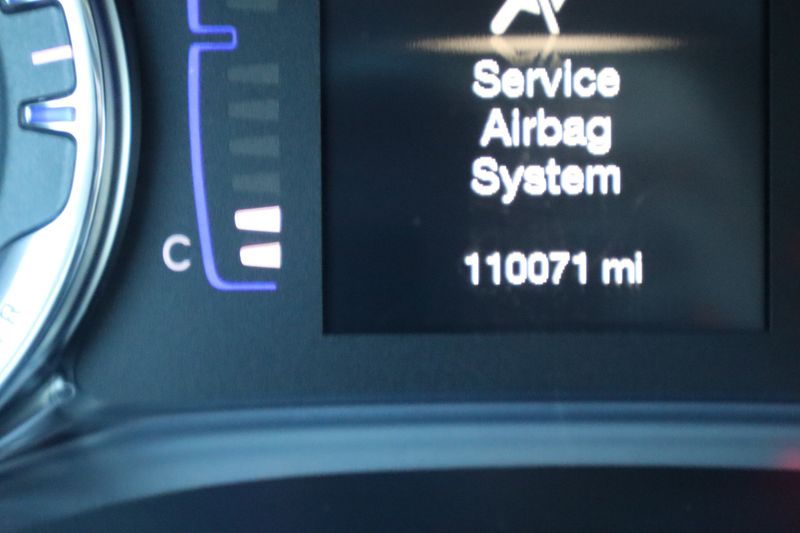 Service
Airbag
System
C
110071 mi